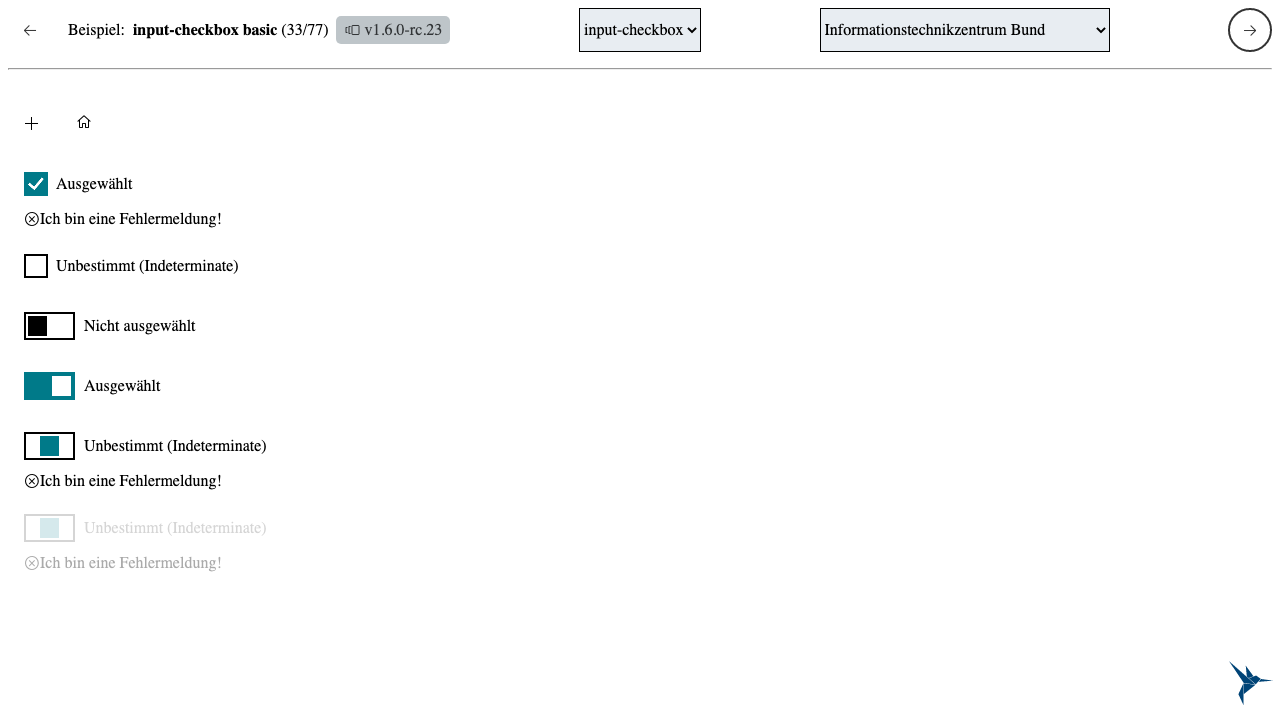 Beispiel: input-checkbox basic (33/77) v1.6.0-rc.23 input-checkbox Informationstechnikzentrum Bund
Ausgewählt
Ich bin eine Fehlermeldung!
Unbestimmt (Indeterminate)
Nicht ausgewählt
Ausgewählt
Unbestimmt (Indeterminate)
Ich bin eine Fehlermeldung!
Unbestimmt (Indeterminate)
Ich bin eine Fehlermeldung!